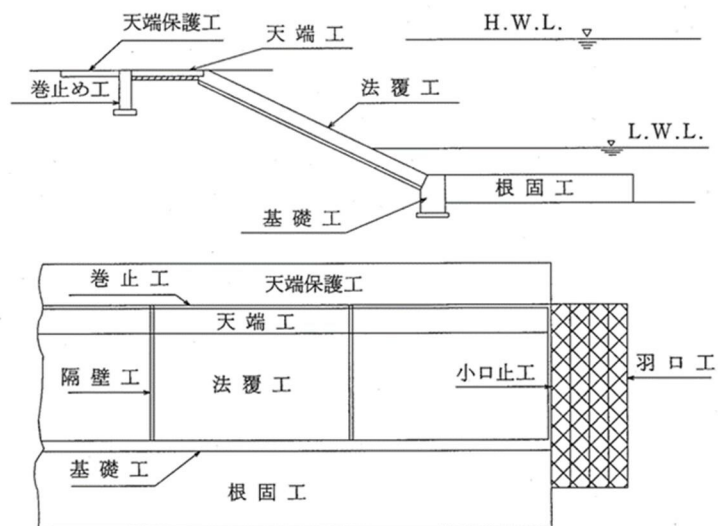 H.W.L.
天端保護工
天端工
巻止め工
法覆工
L.W.L.
根固工
基礎工
巻止工
天端保護工
天端工
隔壁工
法覆工
小口止工
羽口工
基礎工
根固工